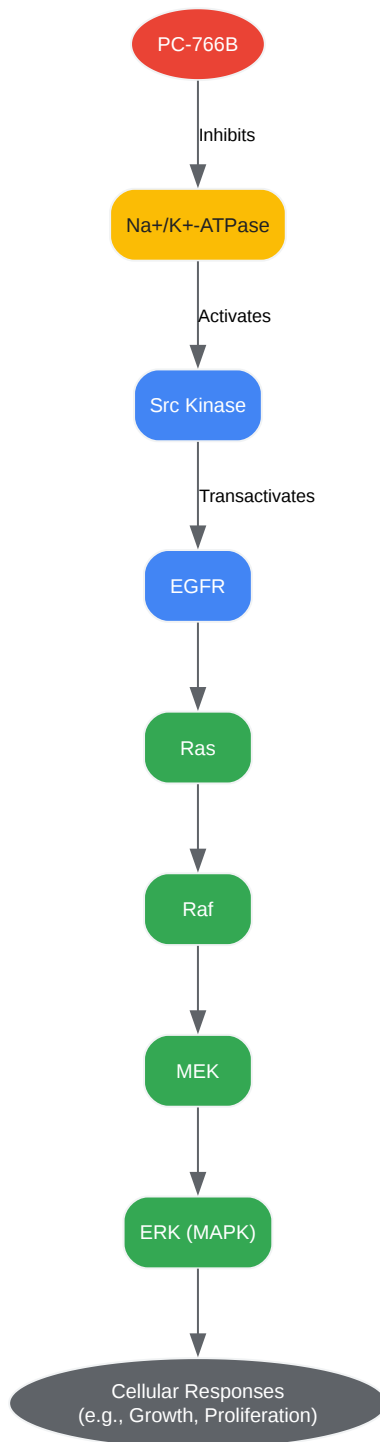 PC-766B
Inhibits
Na+/K+-ATPase
Activates
Src Kinase
Transactivates
EGFR
Ras
Raf
MEK
ERK (MAPK)
Cellular Responses
(e.g., Growth, Proliferation)